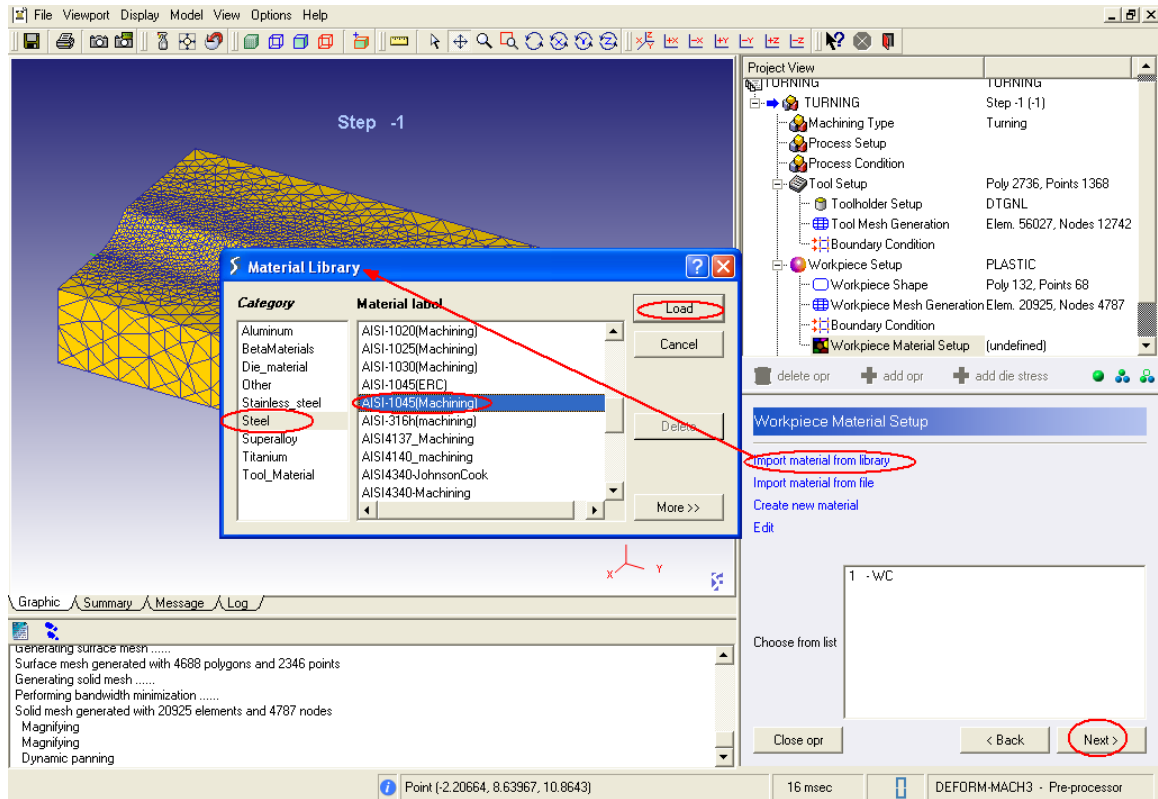 File Viewport Display Model View Options Help
Step -1
Project View
TURNING TURNING
TURNING Step -1 (-1)
Machining Type Turning
Process Setup
Process Condition
Tool Setup Poly 2736, Points 1368
Toolholder Setup DTGNL
Tool Mesh Generation Elem. 56027, Nodes 12742
Boundary Condition
Workpiece Setup PLASTIC
Workpiece Shape Poly 132, Points 68
Workpiece Mesh Generation Elem. 20925, Nodes 4787
Boundary Condition
Workpiece Material Setup (undefined)
delete opr add opr add die stress
Material Library
Category Material label
Aluminum
BetaMaterials
Die_material
Other
Stainless_steel
Steel
Superalloy
Titanium
Tool_Material
AISI-1020(Machining)
AISI-1025(Machining)
AISI-1030(Machining)
AISI-1045(ERC)
AISI-1045(Machining)
AISI-316h(machining)
AISI4137_Machining
AISI4140_machining
AISI4340-JohnsonCook
AISI4340-Machining
Load
Cancel
Delete
More >>
X Y
Workpiece Material Setup
Import material from library
Import material from file
Create new material
Edit
1 - WC
Choose from list
Close opr < Back Next >
Graphic Summary Message Log
Generating surface mesh ......
Surface mesh generated with 4688 polygons and 2346 points
Generating solid mesh ......
Performing bandwidth minimization ......
Solid mesh generated with 20925 elements and 4787 nodes
Magnifying
Magnifying
Dynamic panning
Point (-2.20664, 8.63967, 10.8643) 16 msec DEFORM-MACH3 - Pre-processor